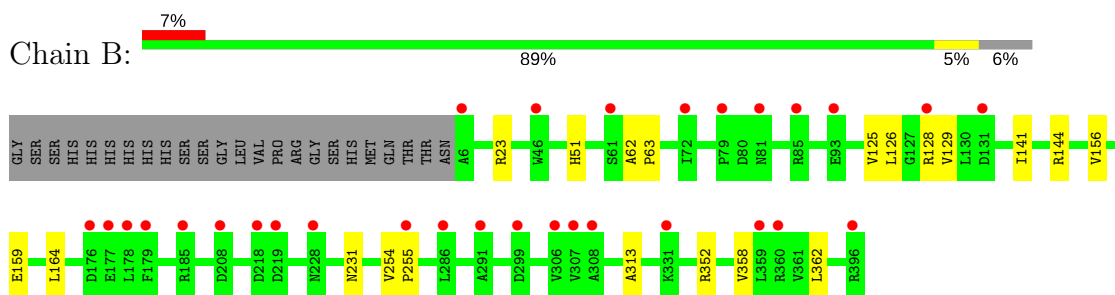 7%
Chain B:
89% 5% 6%
GLY SER SER HIS HIS HIS HIS HIS HIS SER SER GLY LEU VAL PRO ARG GLY SER HIS MET GLN THR THR ASN A6 R23 W46 H51 S61 A62 P63 I72 P79 D80 N81 R85 E93 V125 L126 G127 R128 V129 L130 D131 I141 R144 V156
E159 L164 D176 E177 L178 F179 R185 D208 D218 D219 N228 N231 V254 P255 L286 A291 D299 V306 V307 A308 A313 K331 R352 V358 L359 R360 V361 L362 R396